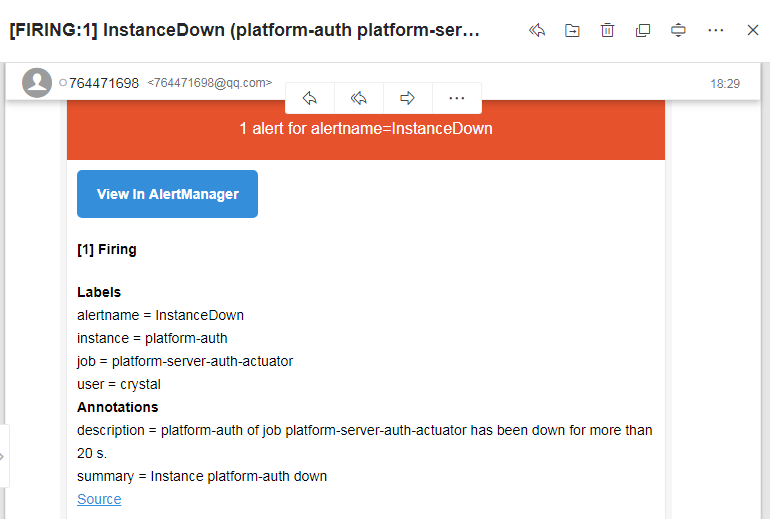 [FIRING:1] InstanceDown (platform-auth platform-ser...
764471698 <764471698@qq.com>
18:29
1 alert for alertname=InstanceDown
View In AlertManager
[1] Firing
Labels
alertname = InstanceDown
instance = platform-auth
job = platform-server-auth-actuator
user = crystal
Annotations
description = platform-auth of job platform-server-auth-actuator has been down for more than
20 s.
summary = Instance platform-auth down
Source